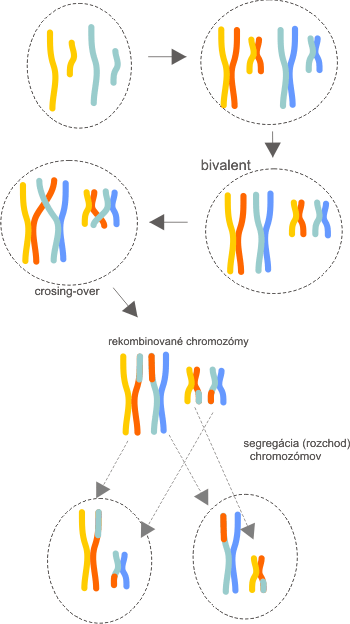 bivalent
crosing-over
rekombinované chromozómy
segregácia (rozchod)
chromozómov